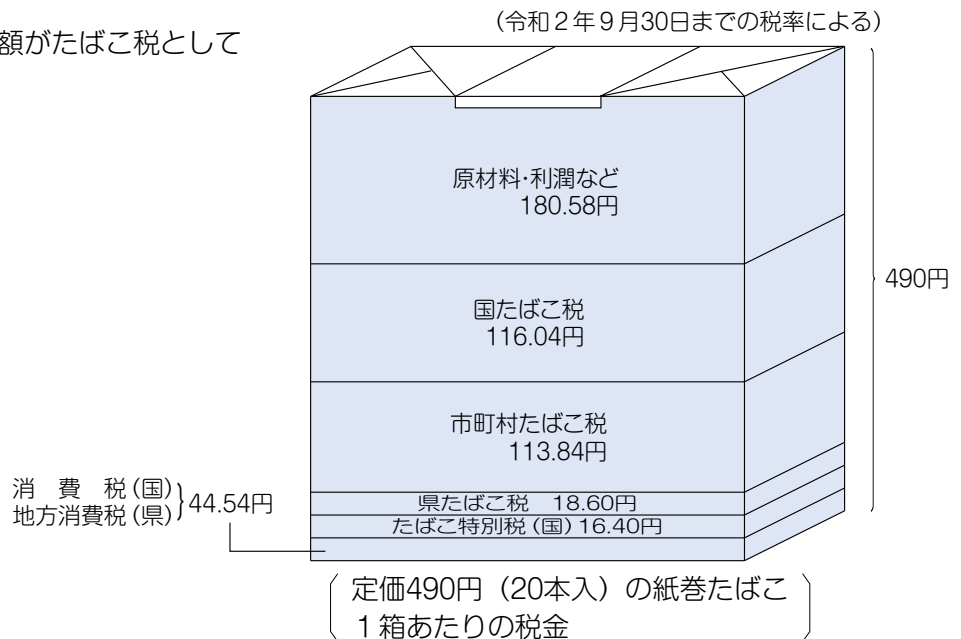 (令和2年9月30日までの税率による)
額がたばこ税として
原材料・利潤など
180.58円
490円
国たばこ税
116.04円
市町村たばこ税
113.84円
消 費 税(国)
地方消費税(県)
44.54円
県たばこ税 18.60円
たばこ特別税(国)16.40円
定価490円(20本入)の紙巻たばこ
1箱あたりの税金